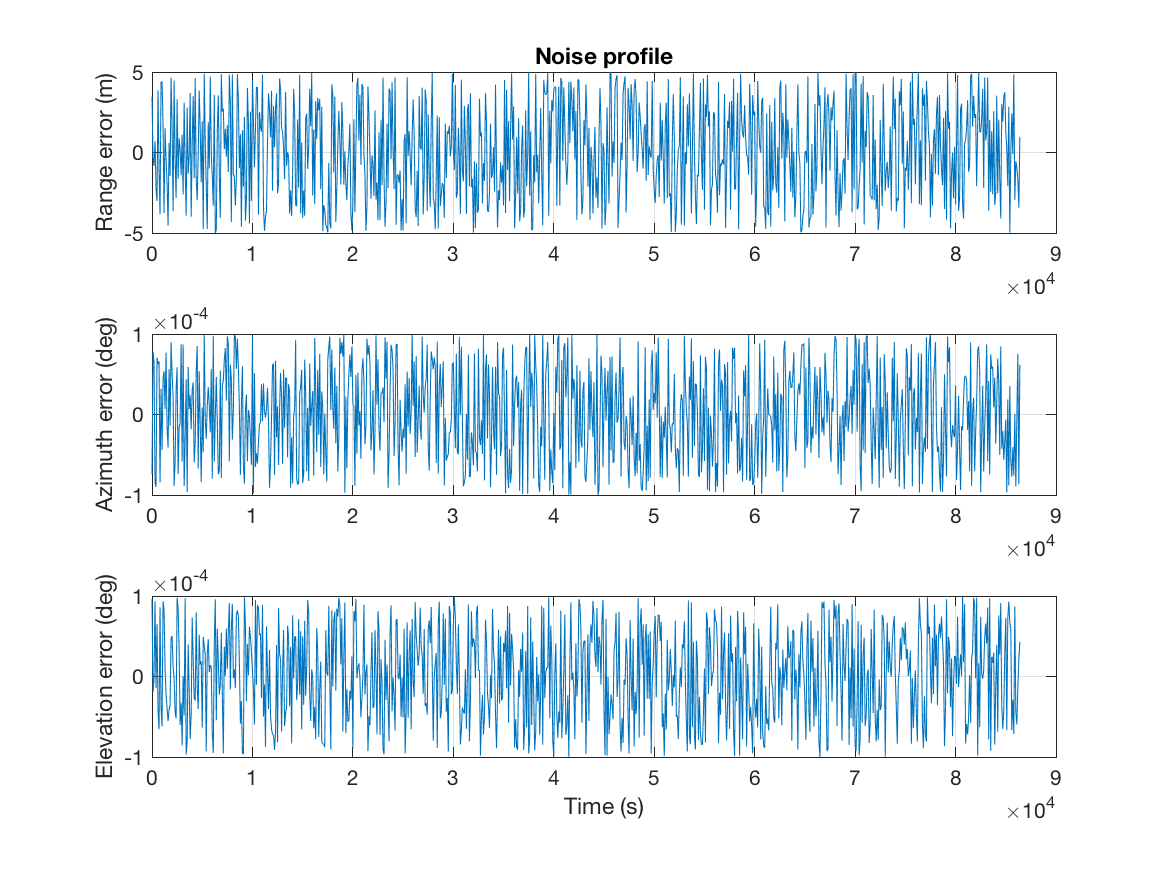 Noise profile
Range error (m)
5
0
-5
0 1 2 3 4 5 6 7 8 9
×10^4
Azimuth error (deg)
×10^-4
1
0
-1
0 1 2 3 4 5 6 7 8 9
×10^4
Elevation error (deg)
×10^-4
1
0
-1
0 1 2 3 4 5 6 7 8 9
Time (s)
×10^4